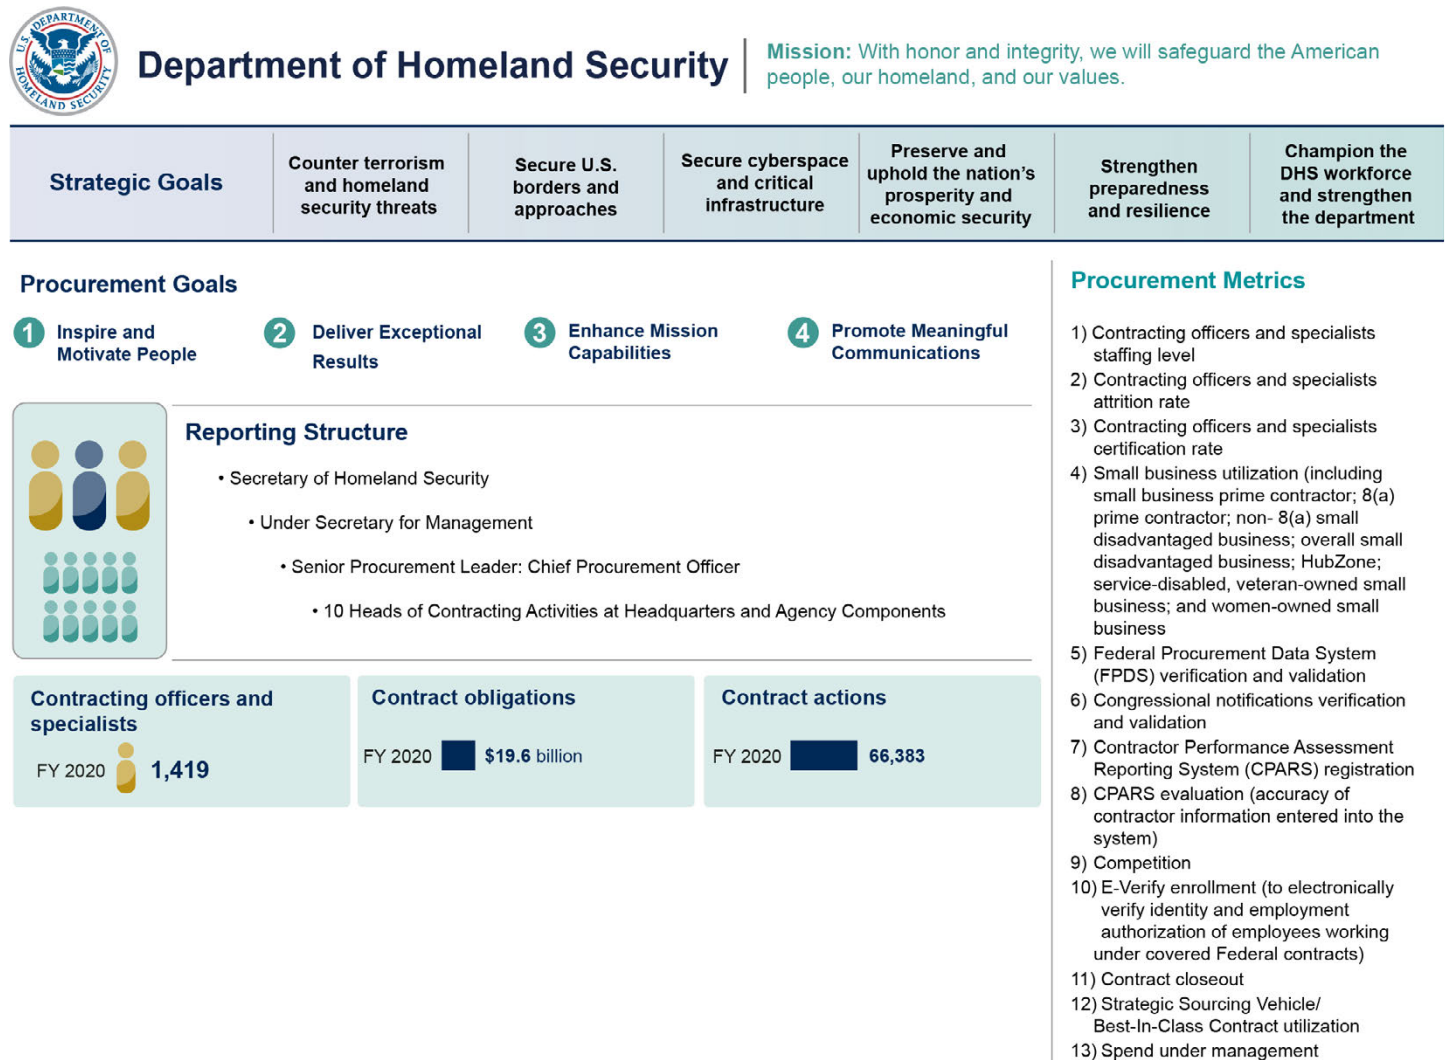 U.S. DEPARTMENT OF HOMELAND SECURITY
Department of Homeland Security
Mission: With honor and integrity, we will safeguard the American
people, our homeland, and our values.
Strategic Goals
Counter terrorism
and homeland
security threats
Secure U.S.
borders and
approaches
Secure cyberspace
and critical
infrastructure
Preserve and
uphold the nation's
prosperity and
economic security
Strengthen
preparedness
and resilience
Champion the
DHS workforce
and strengthen
the department
Procurement Goals
1 Inspire and
Motivate People
2 Deliver Exceptional
Results
3 Enhance Mission
Capabilities
4 Promote Meaningful
Communications
Reporting Structure
• Secretary of Homeland Security
• Under Secretary for Management
• Senior Procurement Leader: Chief Procurement Officer
• 10 Heads of Contracting Activities at Headquarters and Agency Components
Contracting officers and
specialists
FY 2020 1,419
Contract obligations
FY 2020 $19.6 billion
Contract actions
FY 2020 66,383
Procurement Metrics
1) Contracting officers and specialists
staffing level
2) Contracting officers and specialists
attrition rate
3) Contracting officers and specialists
certification rate
4) Small business utilization (including
small business prime contractor; 8(a)
prime contractor; non- 8(a) small
disadvantaged business; overall small
disadvantaged business; HubZone;
service-disabled, veteran-owned small
business; and women-owned small
business
5) Federal Procurement Data System
(FPDS) verification and validation
6) Congressional notifications verification
and validation
7) Contractor Performance Assessment
Reporting System (CPARS) registration
8) CPARS evaluation (accuracy of
contractor information entered into the
system)
9) Competition
10) E-Verify enrollment (to electronically
verify identity and employment
authorization of employees working
under covered Federal contracts)
11) Contract closeout
12) Strategic Sourcing Vehicle/
Best-In-Class Contract utilization
13) Spend under management